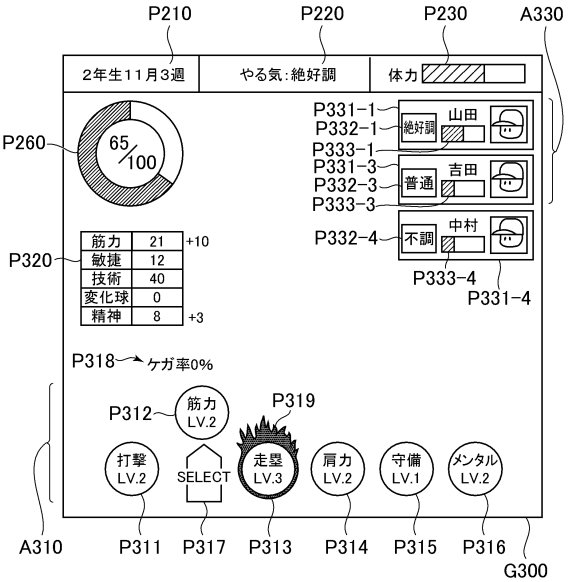 P210
P220
P230
A330
2年生11月3週
やる気:絶好調
体力
P260
65/100
P331-1
P332-1
P333-1
絶好調
山田
P331-3
P332-3
P333-3
普通
吉田
P332-4
不調
中村
P333-4
P331-4
P320
筋力 21 +10
敏捷 12
技術 40
変化球 0
精神 8 +3
P318
ケガ率0%
P312
筋力
LV.2
P319
打撃
LV.2
SELECT
走塁
LV.3
肩力
LV.2
守備
LV.1
メンタル
LV.2
A310
P311
P317
P313
P314
P315
P316
G300